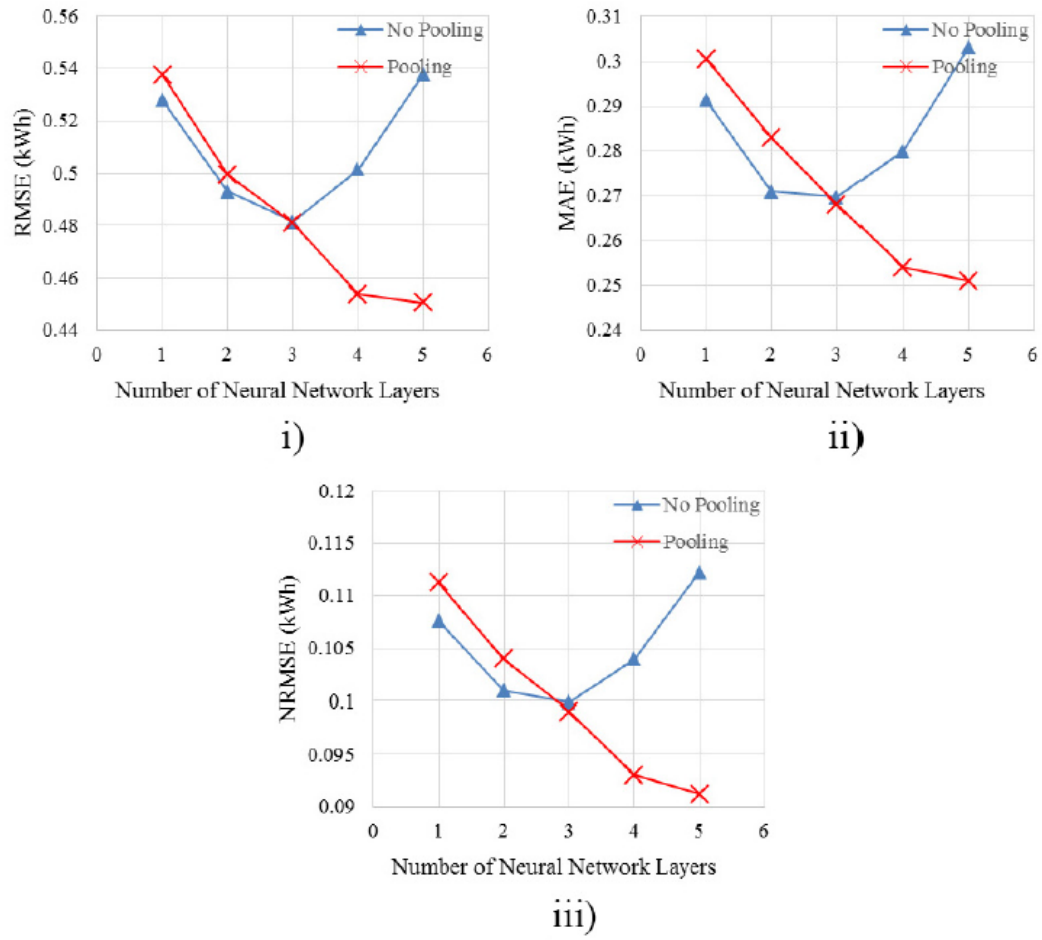 0.56
0.54
0.52
0.5
0.48
0.46
0.44
RMSE (kWh)
No Pooling
Pooling
0 1 2 3 4 5 6
Number of Neural Network Layers
i)
0.31
0.3
0.29
0.28
0.27
0.26
0.25
0.24
MAE (kWh)
No Pooling
Pooling
0 1 2 3 4 5 6
Number of Neural Network Layers
ii)
0.12
0.115
0.11
0.105
0.1
0.095
0.09
NRMSE (kWh)
No Pooling
Pooling
0 1 2 3 4 5 6
Number of Neural Network Layers
iii)